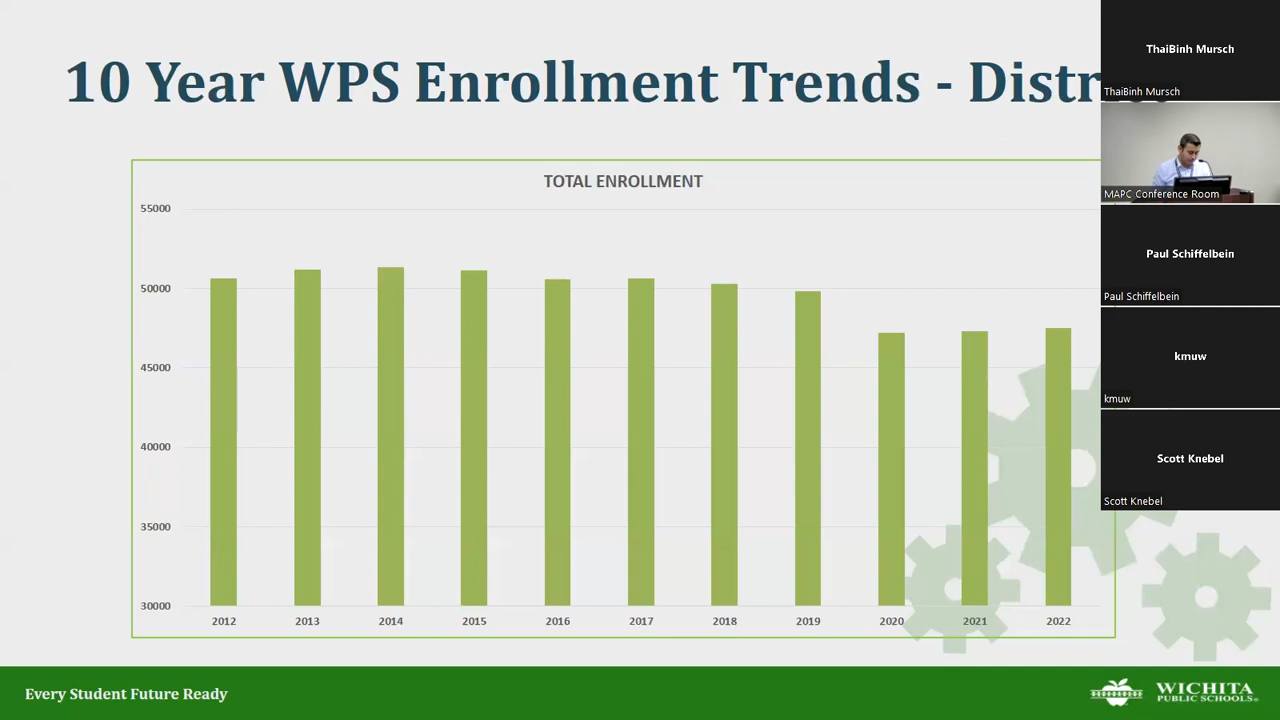 10 Year WPS Enrollment Trends - Distr
TOTAL ENROLLMENT
55000
50000
45000
40000
35000
30000
2012 2013 2014 2015 2016 2017 2018 2019 2020 2021 2022
Every Student Future Ready
WICHITA
PUBLIC SCHOOLS®
ThaiBinh Mursch
ThaiBinh Mursch
MAPC Conference Room
Paul Schiffelbein
Paul Schiffelbein
kmuw
kmuw
Scott Knebel
Scott Knebel